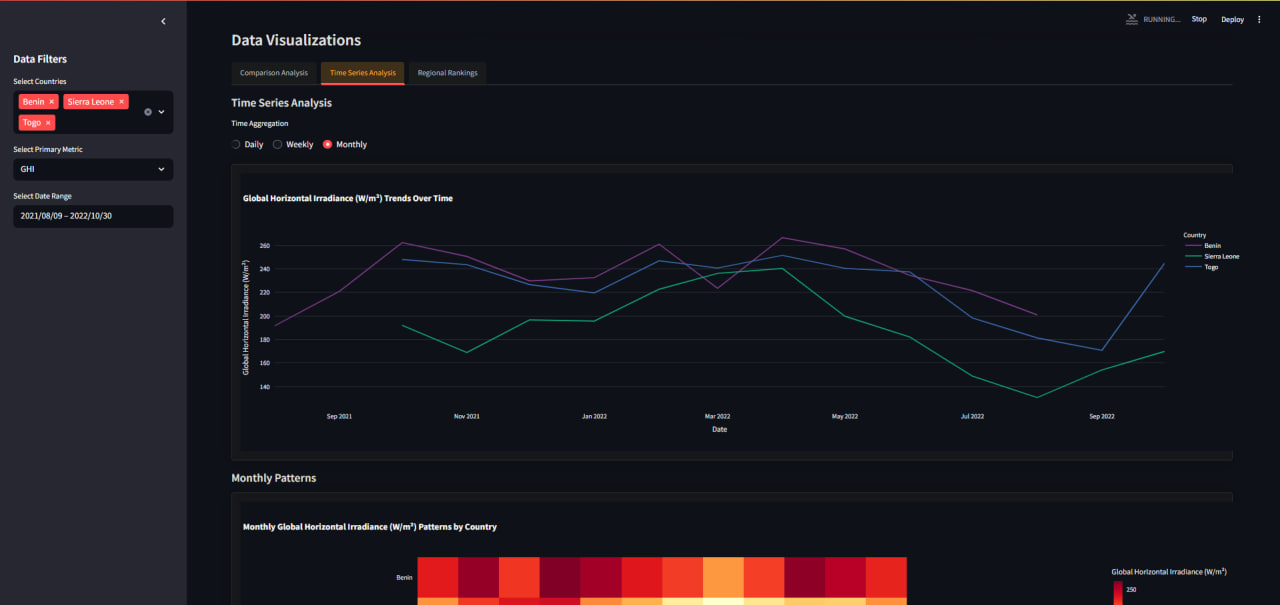 RUNNING...
Stop
Deploy
Data Filters
Select Countries
Benin ×
Sierra Leone ×
Togo ×
Select Primary Metric
GHI
Select Date Range
2021/08/09 – 2022/10/30
Data Visualizations
Comparison Analysis
Time Series Analysis
Regional Rankings
Time Series Analysis
Time Aggregation
Daily
Weekly
Monthly
Global Horizontal Irradiance (W/m²) Trends Over Time
Global Horizontal Irradiance (W/m²)
260
240
220
200
180
160
140
Sep 2021
Nov 2021
Jan 2022
Mar 2022
May 2022
Jul 2022
Sep 2022
Date
Country
Benin
Sierra Leone
Togo
Monthly Patterns
Monthly Global Horizontal Irradiance (W/m²) Patterns by Country
Benin
Global Horizontal Irradiance (W/m²)
250